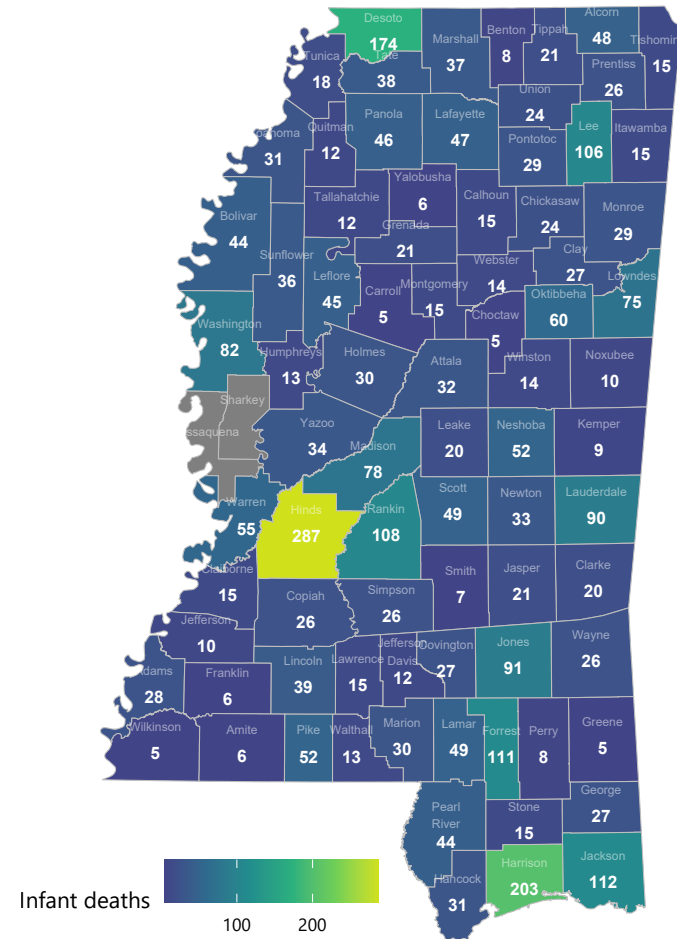 Desoto
174
Tate
38
Tunica
18
Marshall
37
Benton
8
Tippah
21
Alcorn
48
Tishomin
15
Prentiss
26
Union
24
Panola
46
Lafayette
47
Pontotoc
29
Lee
106
Itawamba
15
31
Quitman
12
Tallahatchie
12
Yalobusha
6
Calhoun
15
Chickasaw
24
Monroe
29
Bolivar
44
Sunflower
36
Grenada
21
Leflore
45
Carroll
5
Montgomery
15
Webster
14
Clay
27
Lowndes
75
Oktibbeha
60
Choctaw
5
Washington
82
Humphreys
13
Holmes
30
Attala
32
Winston
14
Noxubee
10
Sharkey
ssaquena
Yazoo
34
Madison
78
Leake
20
Neshoba
52
Kemper
9
Warren
55
Hinds
287
Rankin
108
Scott
49
Newton
33
Lauderdale
90
Claiborne
15
Copiah
26
Simpson
26
Smith
7
Jasper
21
Clarke
20
Jefferson
10
Adams
28
Franklin
6
Lincoln
39
Lawrence
15
Jefferson
Davis
12
Covington
27
Jones
91
Wayne
26
Wilkinson
5
Amite
6
Pike
52
Walthall
13
Marion
30
Lamar
49
Forrest
111
Perry
8
Greene
5
Pearl
River
44
Stone
15
George
27
Hancock
31
Harrison
203
Jackson
112
Infant deaths
100
200